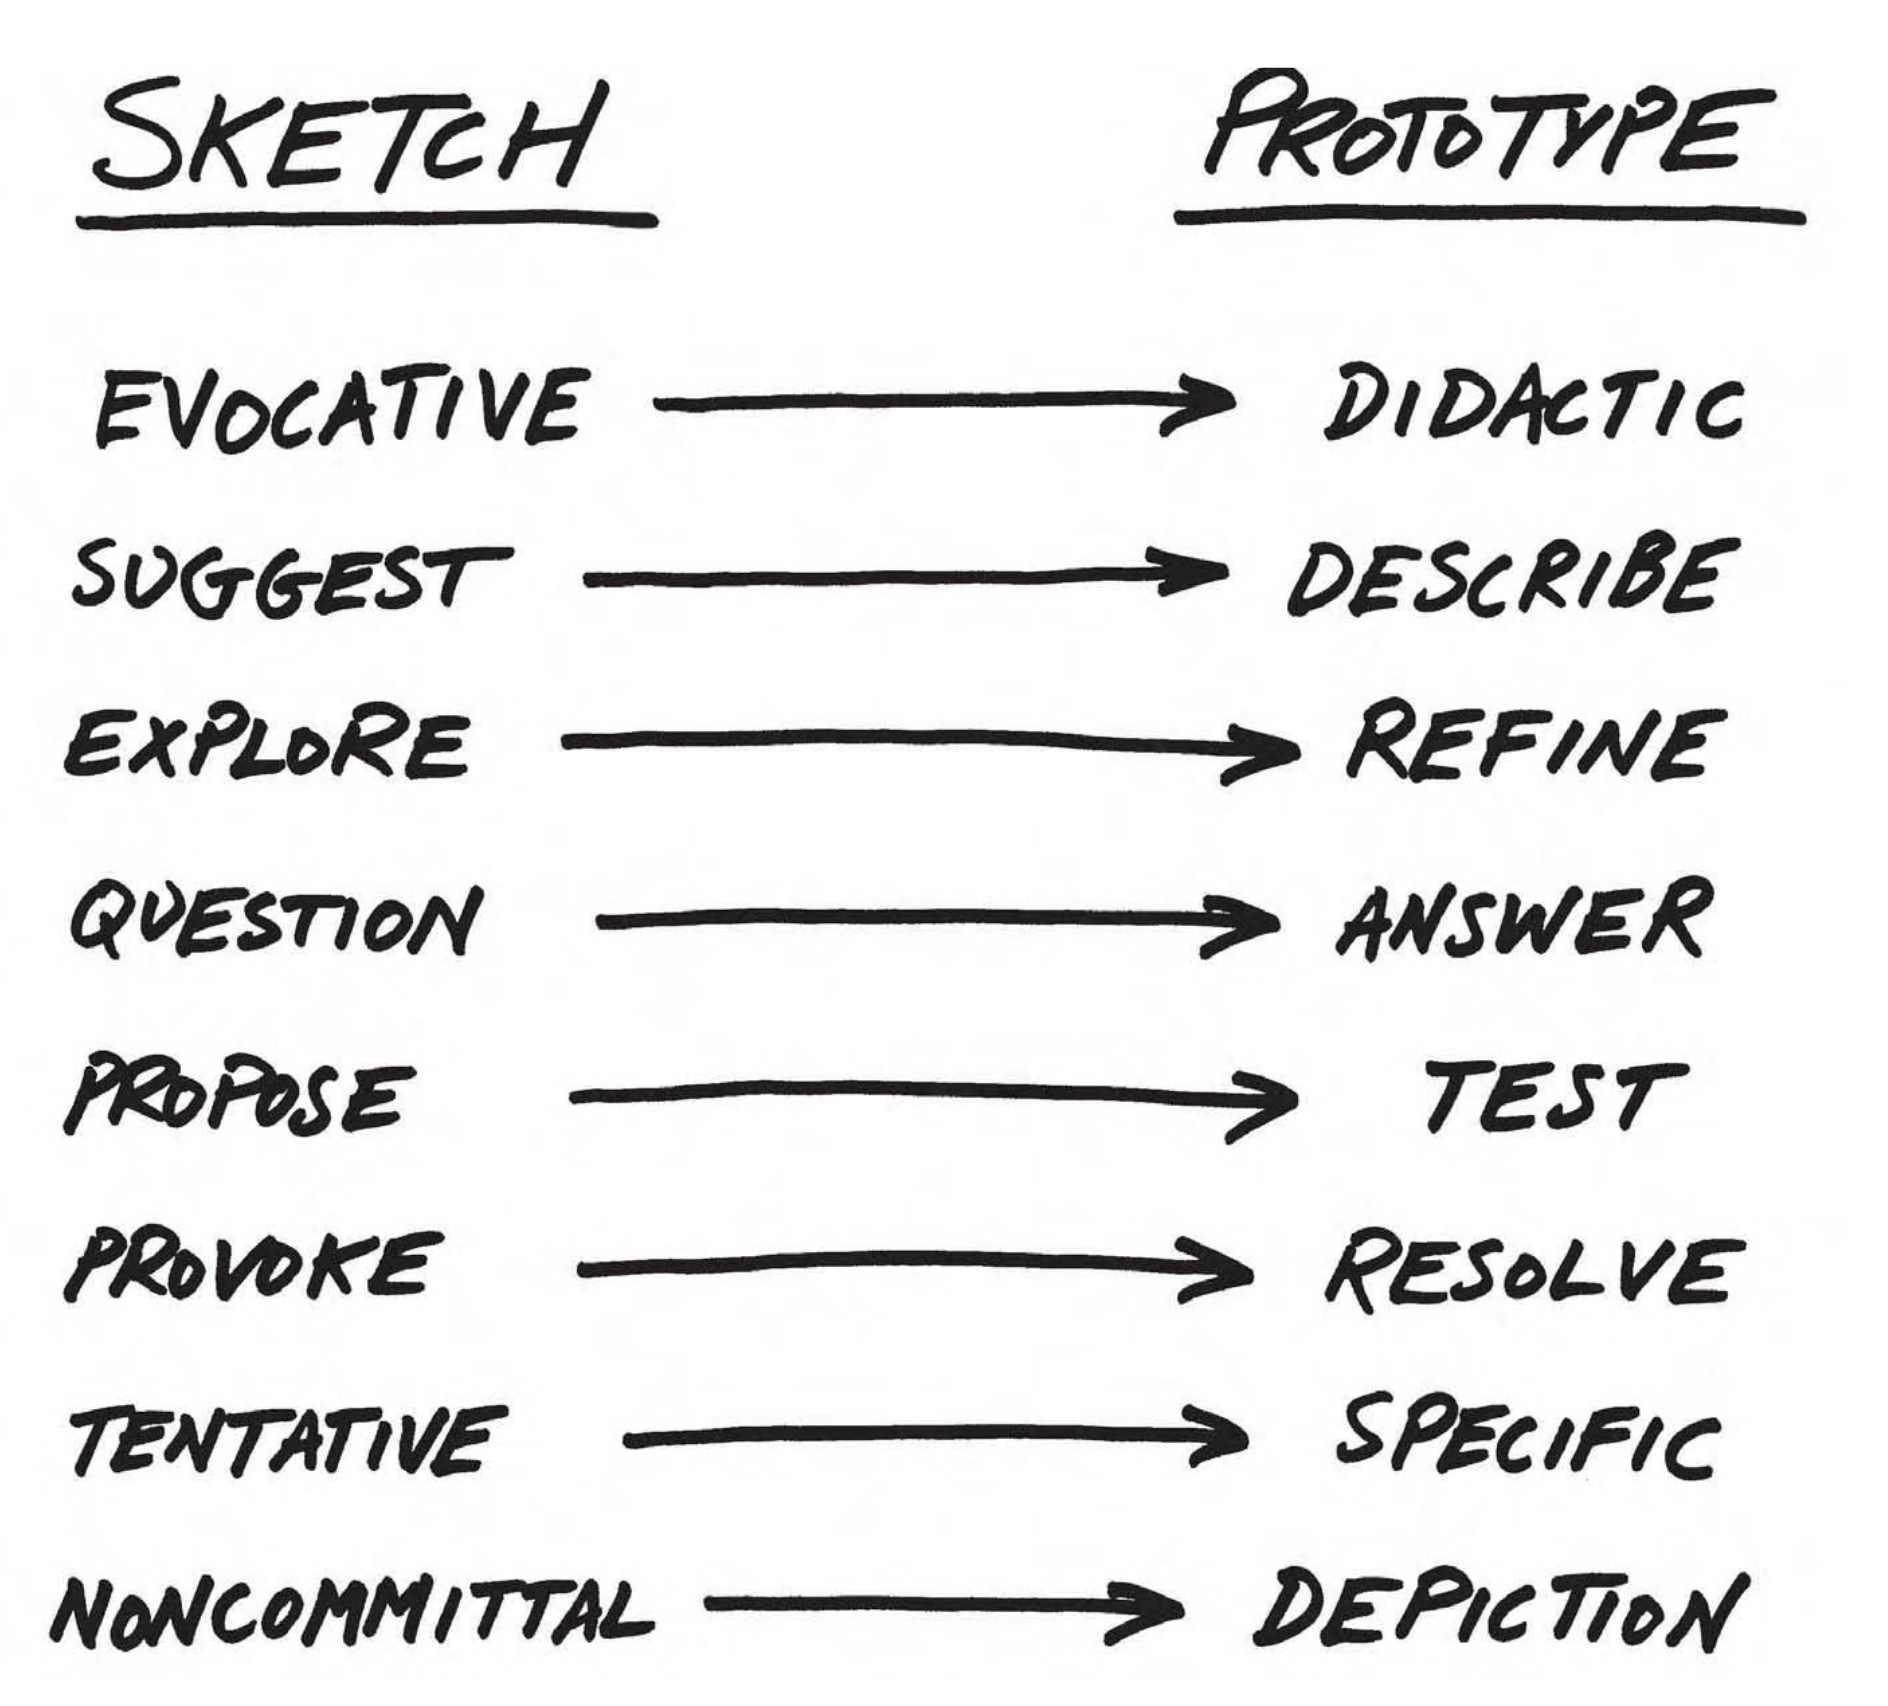 SKETCH PROTOTYPE
EVOCATIVE DIDACTIC
SUGGEST DESCRIBE
EXPLORE REFINE
QUESTION ANSWER
PROPOSE TEST
PROVOKE RESOLVE
TENTATIVE SPECIFIC
NONCOMMITTAL DEPICTION